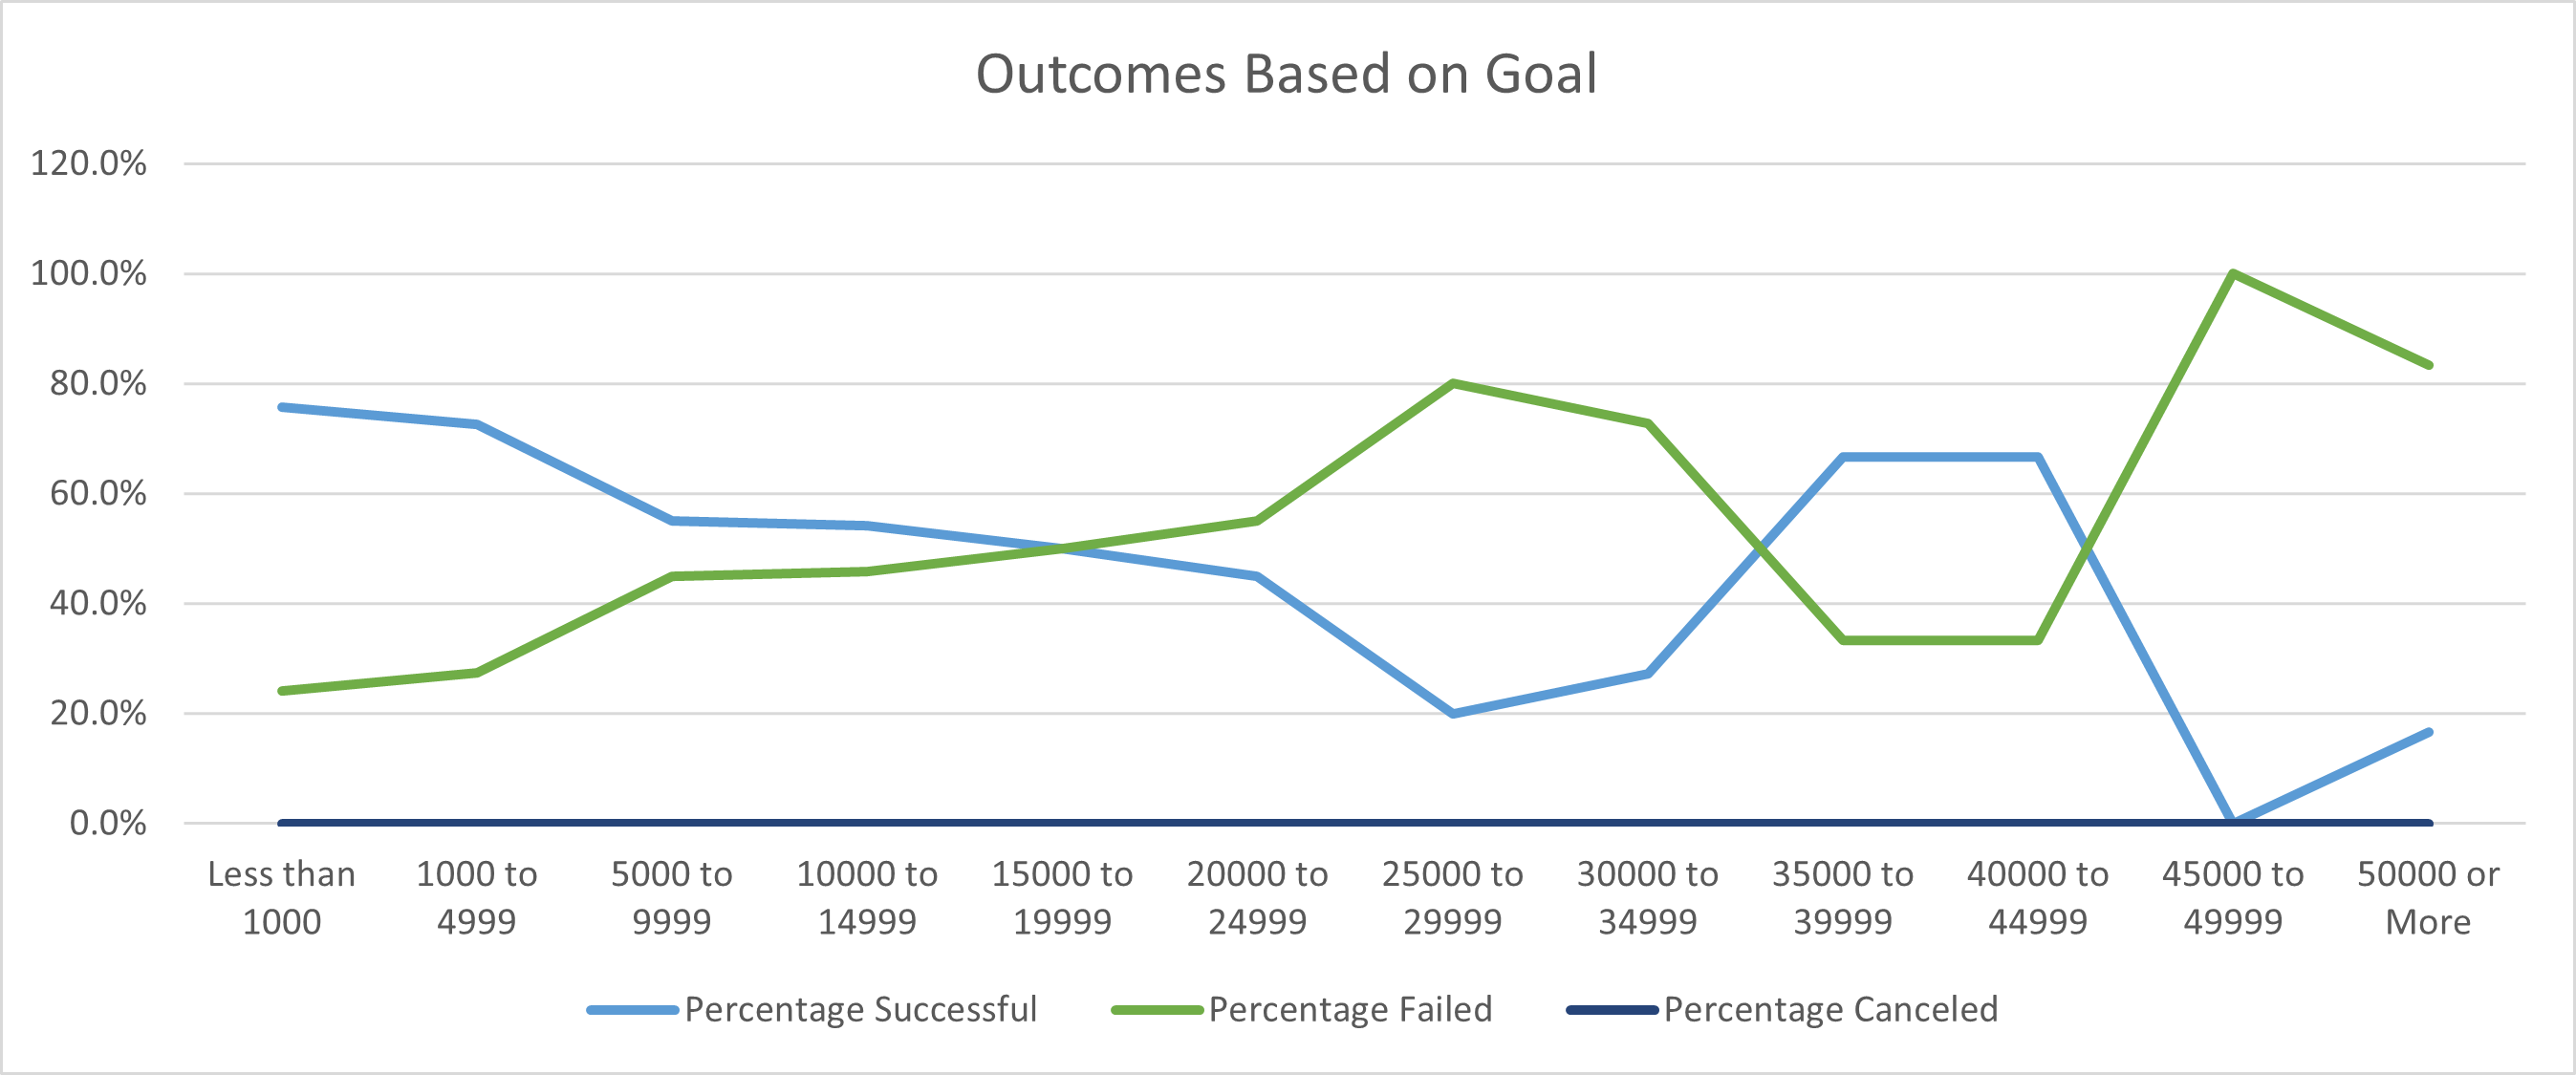 Outcomes Based on Goal
120.0%
100.0%
80.0%
60.0%
40.0%
20.0%
0.0%
Less than 1000 to 5000 to 10000 to 15000 to 20000 to 25000 to 30000 to 35000 to 40000 to 45000 to 50000 or
1000 4999 9999 14999 19999 24999 29999 34999 39999 44999 49999 More
Percentage Successful Percentage Failed Percentage Canceled